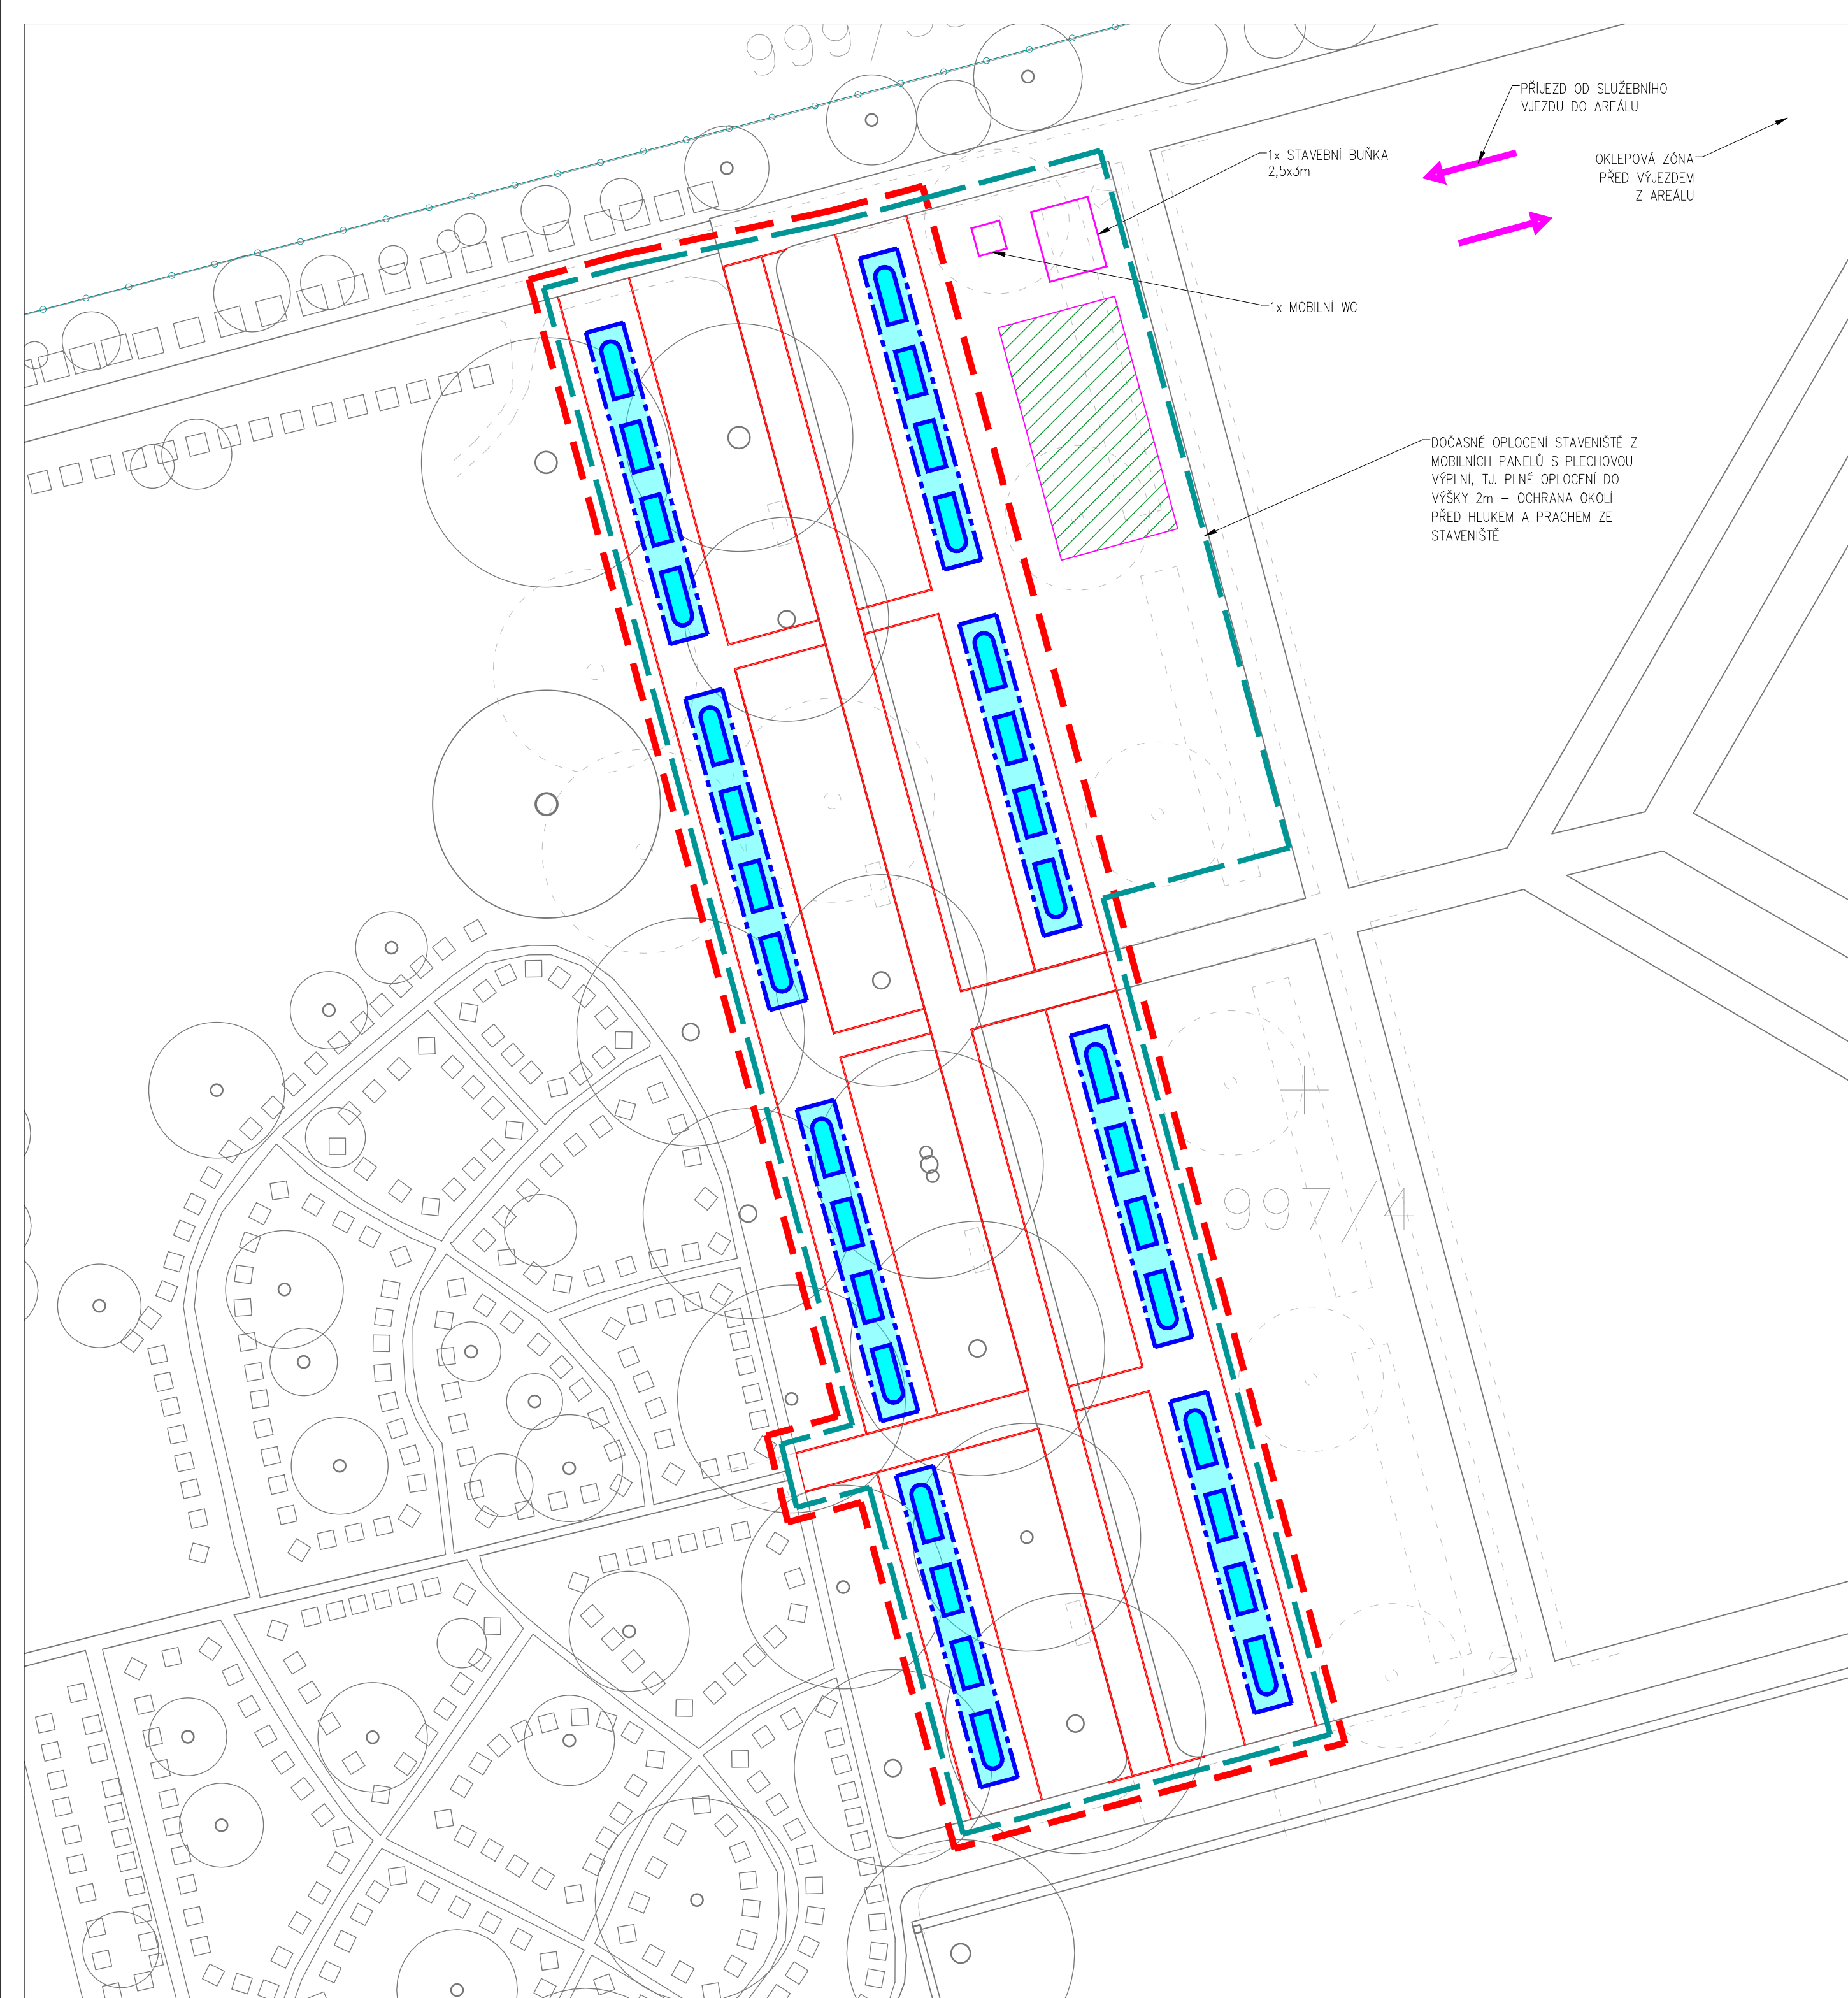 PŘÍJEZD OD SLUŽEBNÍHO
VJEZDU DO AREÁLU
1x STAVEBNÍ BUŇKA
2,5x3m
OKLEPOVÁ ZÓNA
PŘED VÝJEZDEM
Z AREÁLU
1x MOBILNÍ WC
DOČASNÉ OPLOCENÍ STAVENIŠTĚ Z
MOBILNÍCH PANELŮ S PLECHOVOU
VÝPLNÍ, TJ. PLNÉ OPLOCENÍ DO
VÝŠKY 2m – OCHRANA OKOLÍ
PŘED HLUKEM A PRACHEM ZE
STAVENIŠTĚ
997/4